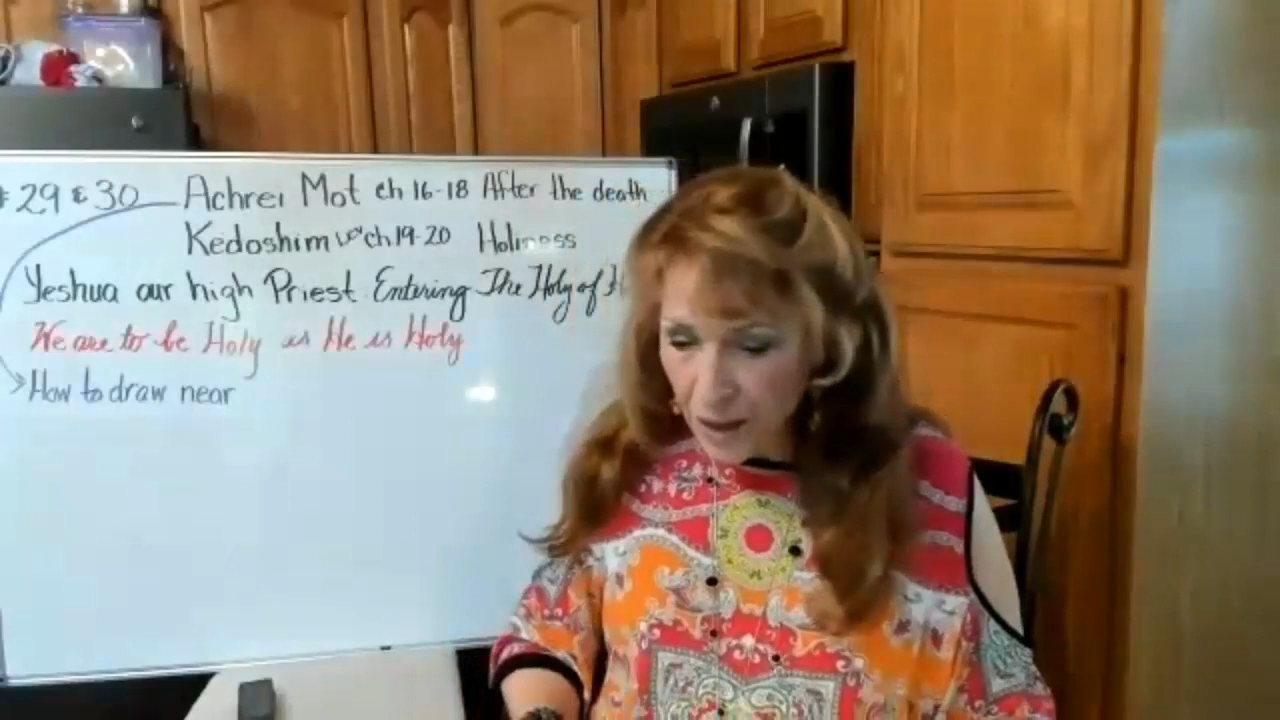 #29 & 30 Achrei Mot ch 16-18 After the death
Kedoshim Lev ch 19-20 Holiness
Yeshua our high Priest Entering The Holy of
We are to be Holy as He is Holy
How to draw near